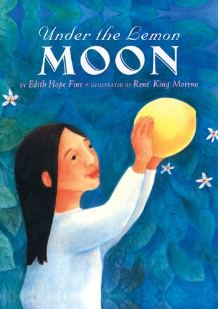 Under the Lemon
MOON
BY Edith Hope Fine • ILLUSTRATED BY René King Moreno